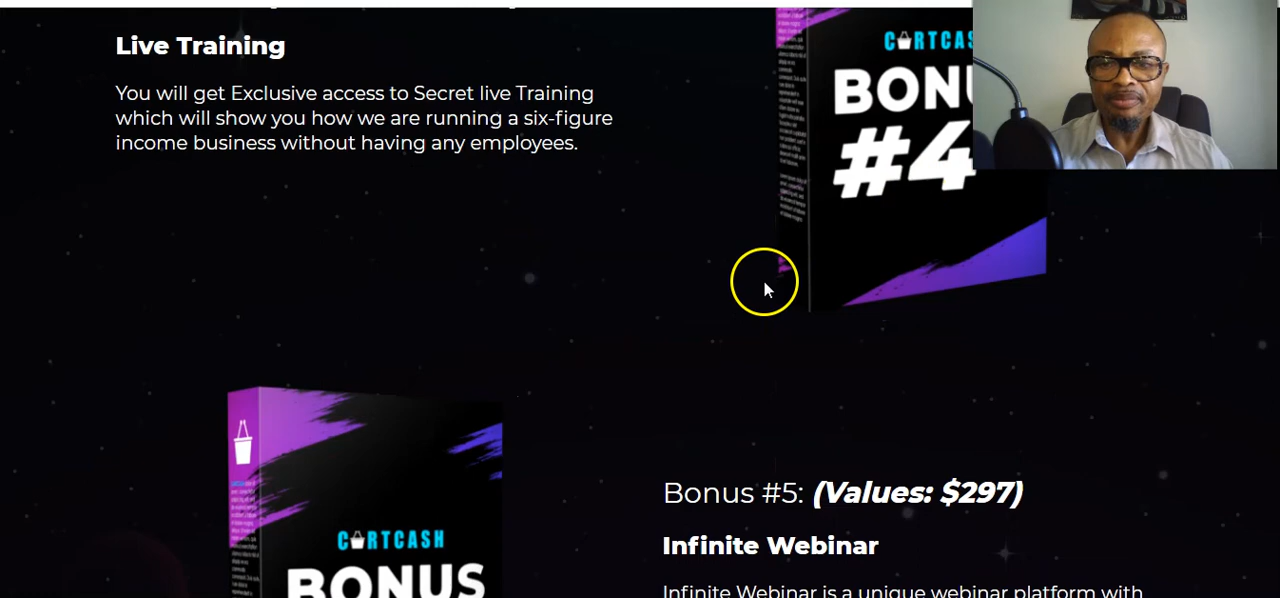 Live Training
You will get Exclusive access to Secret live Training
which will show you how we are running a six-figure
income business without having any employees.
CARTCAS
BONU
#4
Bonus #5: (Values: $297)
Infinite Webinar
Infinite Webinar is a unique webinar platform with
CARTCASH
BONUS